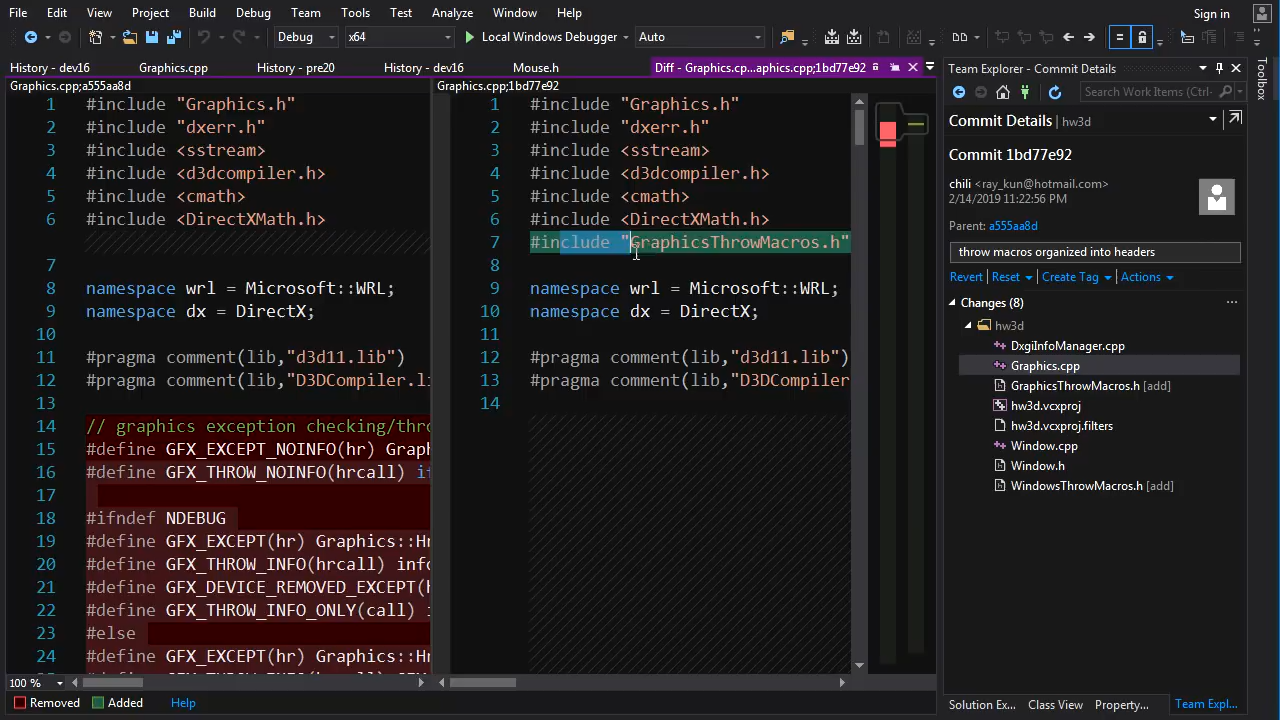 File Edit View Project Build Debug Team Tools Test Analyze Window Help Sign in
Debug x64 Local Windows Debugger Auto
History - dev16 Graphics.cpp History - pre20 History - dev16 Mouse.h Diff - Graphics.cp...aphics.cpp;1bd77e92
Graphics.cpp;a555aa8d
1 #include "Graphics.h"
2 #include "dxerr.h"
3 #include <sstream>
4 #include <d3dcompiler.h>
5 #include <cmath>
6 #include <DirectXMath.h>
7
8 namespace wrl = Microsoft::WRL;
9 namespace dx = DirectX;
10
11 #pragma comment(lib,"d3d11.lib")
12 #pragma comment(lib,"D3DCompiler.li
13
14 // graphics exception checking/thro
15 #define GFX_EXCEPT_NOINFO(hr) Grap
16 #define GFX_THROW_NOINFO(hrcall) if
17
18 #ifndef NDEBUG
19 #define GFX_EXCEPT(hr) Graphics::Hr
20 #define GFX_THROW_INFO(hrcall) info
21 #define GFX_DEVICE_REMOVED_EXCEPT(h
22 #define GFX_THROW_INFO_ONLY(call) i
23 #else
24 #define GFX_EXCEPT(hr) Graphics::Hr
Graphics.cpp;1bd77e92
1 #include "Graphics.h"
2 #include "dxerr.h"
3 #include <sstream>
4 #include <d3dcompiler.h>
5 #include <cmath>
6 #include <DirectXMath.h>
7 #include "GraphicsThrowMacros.h"
8
9 namespace wrl = Microsoft::WRL;
10 namespace dx = DirectX;
11
12 #pragma comment(lib,"d3d11.lib")
13 #pragma comment(lib,"D3DCompiler
14
100 %
Removed Added Help
Toolbox
Team Explorer - Commit Details
Search Work Items (Ctrl+
Commit Details | hw3d
Commit 1bd77e92
chili <ray_kun@hotmail.com>
2/14/2019 11:22:56 PM
Parent: a555aa8d
throw macros organized into headers
Revert Reset Create Tag Actions
Changes (8) ...
hw3d
DxgiInfoManager.cpp
Graphics.cpp
GraphicsThrowMacros.h [add]
hw3d.vcxproj
hw3d.vcxproj.filters
Window.cpp
Window.h
WindowsThrowMacros.h [add]
Solution Ex... Class View Property... Team Expl...